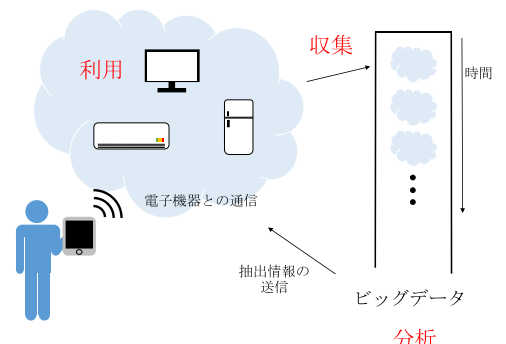 収集
利用
時間
電子機器との通信
抽出情報の
送信
ビッグデータ
分析